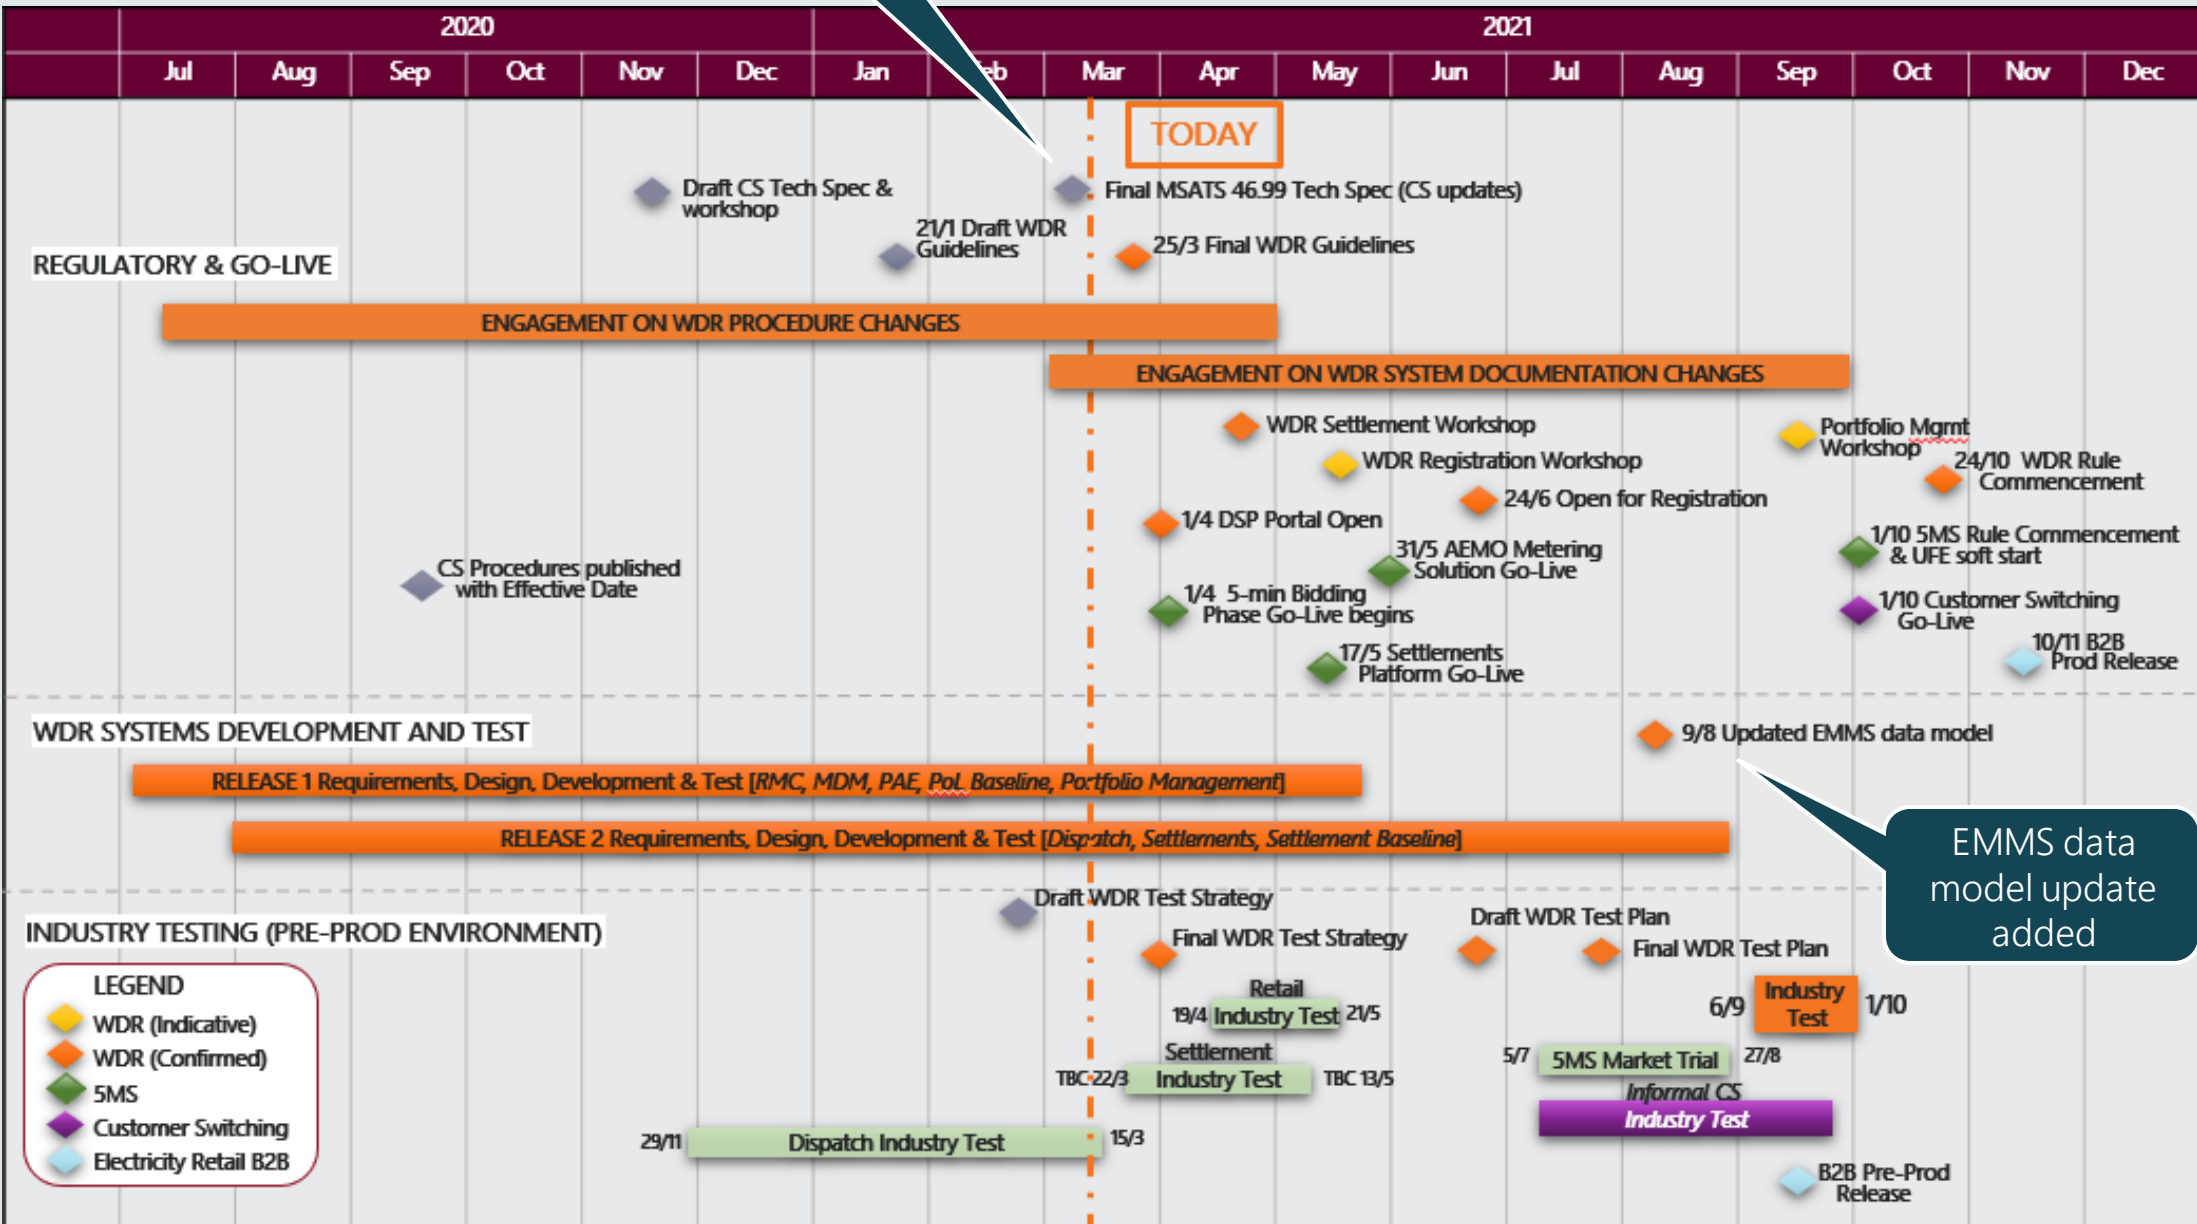 2020
2021
Jul Aug Sep Oct Nov Dec Jan eb Mar Apr May Jun Jul Aug Sep Oct Nov Dec
TODAY
Draft CS Tech Spec &
workshop
Final MSATS 46.99 Tech Spec (CS updates)
21/1 Draft WDR
Guidelines
25/3 Final WDR Guidelines
REGULATORY & GO-LIVE
ENGAGEMENT ON WDR PROCEDURE CHANGES
ENGAGEMENT ON WDR SYSTEM DOCUMENTATION CHANGES
WDR Settlement Workshop
Portfolio Mgmt
Workshop
WDR Registration Workshop
24/10 WDR Rule
Commencement
24/6 Open for Registration
1/4 DSP Portal Open
1/10 5MS Rule Commencement
& UFE soft start
31/5 AEMO Metering
Solution Go-Live
CS Procedures published
with Effective Date
1/4 5-min Bidding
Phase Go-Live begins
1/10 Customer Switching
Go-Live
17/5 Settlements
Platform Go-Live
10/11 B2B
Prod Release
WDR SYSTEMS DEVELOPMENT AND TEST
9/8 Updated EMMS data model
RELEASE 1 Requirements, Design, Development & Test [RMC, MDM, PAE, PoL Baseline, Portfolio Management]
RELEASE 2 Requirements, Design, Development & Test [Dispatch, Settlements, Settlement Baseline]
EMMS data
model update
added
INDUSTRY TESTING (PRE-PROD ENVIRONMENT)
Draft WDR Test Strategy
Final WDR Test Strategy
Draft WDR Test Plan
Final WDR Test Plan
Retail
19/4 Industry Test 21/5
6/9 Industry
Test 1/10
Settlement
TBC 22/3 Industry Test TBC 13/5
5/7 5MS Market Trial 27/8
Informal CS
Industry Test
29/11 Dispatch Industry Test 15/3
B2B Pre-Prod
Release
LEGEND
WDR (Indicative)
WDR (Confirmed)
5MS
Customer Switching
Electricity Retail B2B